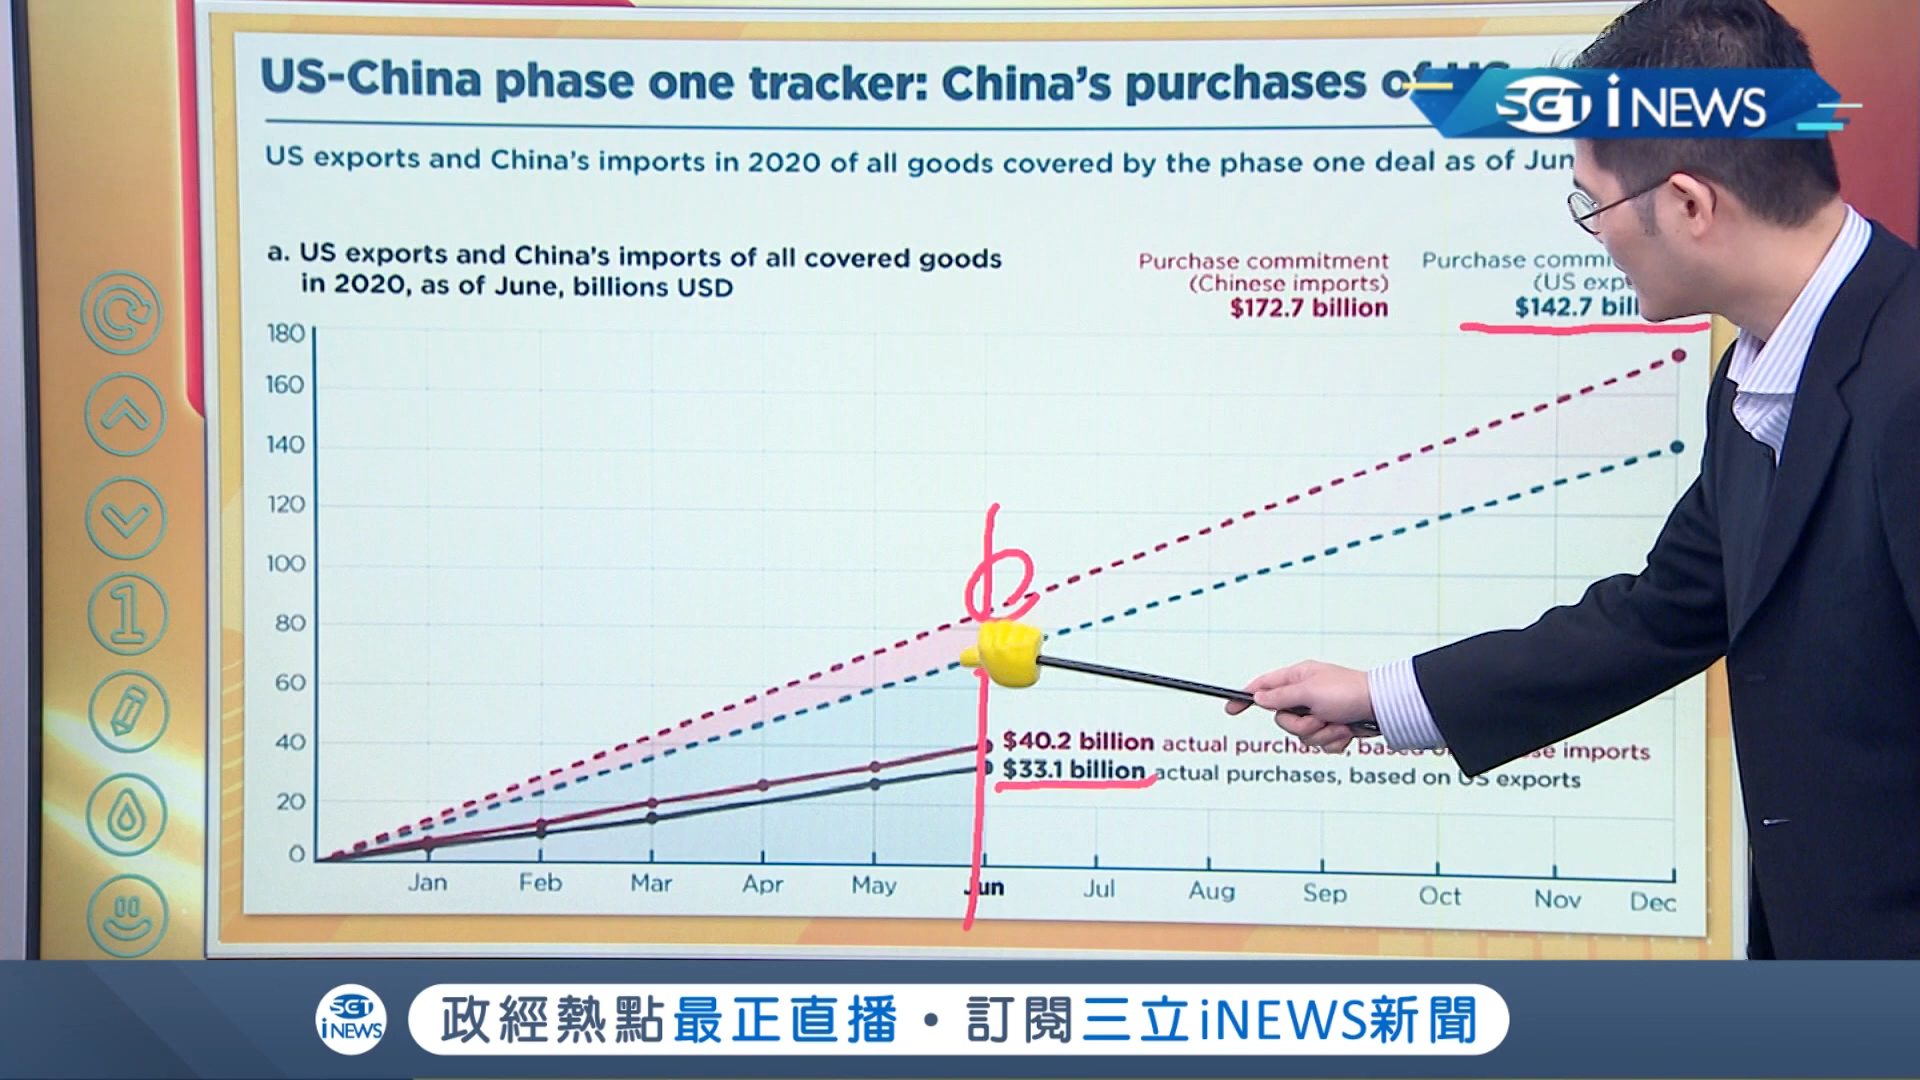 US-China phase one tracker: China's purchases of US
SET iNEWS
US exports and China's imports in 2020 of all goods covered by the phase one deal as of Jun
a. US exports and China's imports of all covered goods
in 2020, as of June, billions USD
Purchase commitment
(Chinese imports)
$172.7 billion
Purchase commi
(US exp
$142.7 bill
180
160
140
120
100
80
60
40
20
0
$40.2 billion actual purchases, based o se imports
$33.1 billion actual purchases, based on US exports
Jan Feb Mar Apr May Jun Jul Aug Sep Oct Nov Dec
1
SET iNEWS
政經熱點最正直播・訂閱三立iNEWS新聞